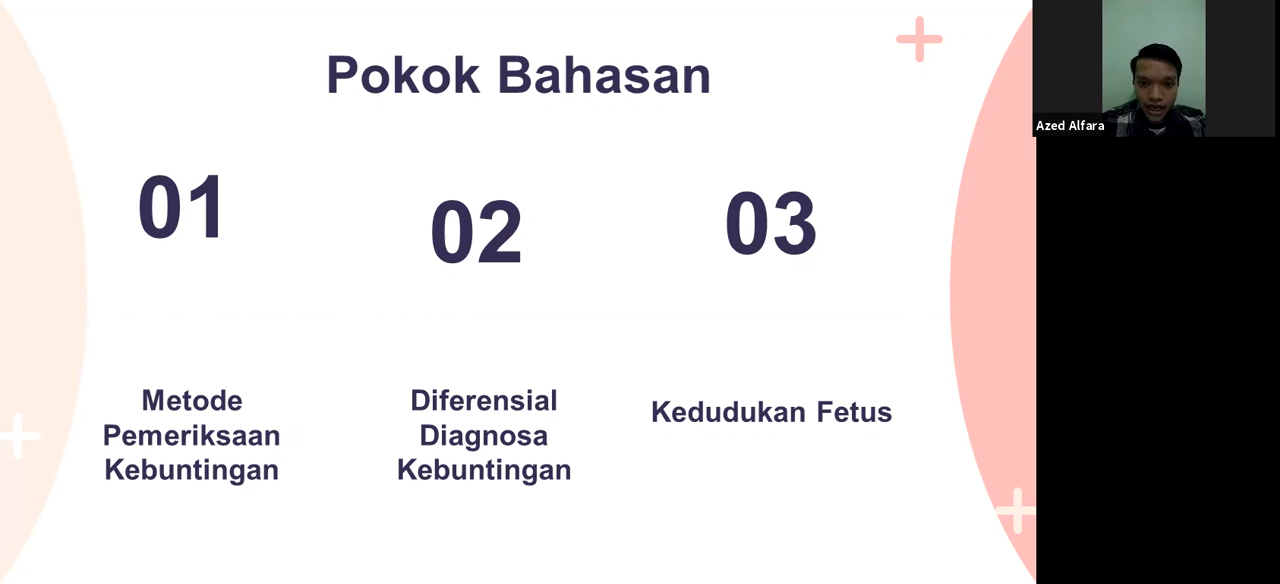 Pokok Bahasan
01
02
03
Metode
Pemeriksaan
Kebuntingan
Diferensial
Diagnosa
Kebuntingan
Kedudukan Fetus
Azed Alfara